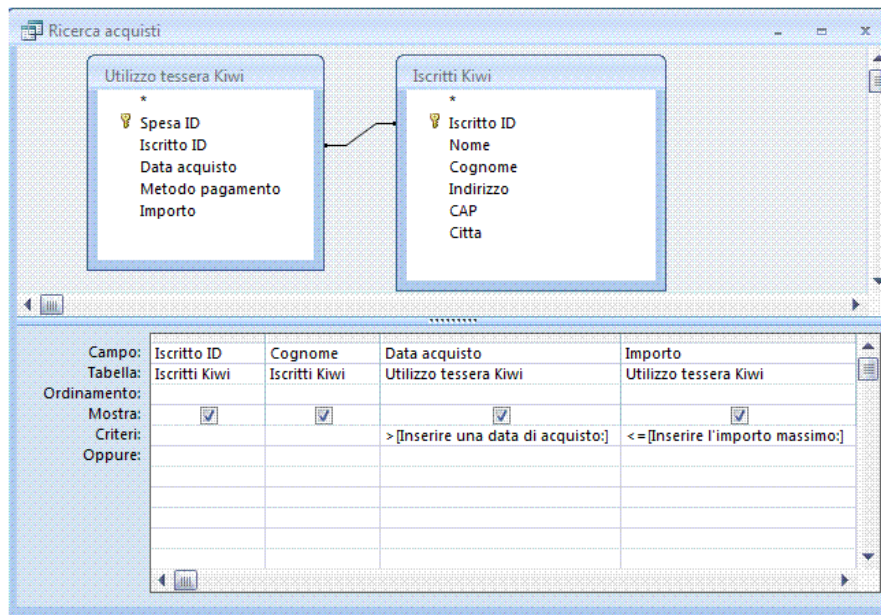 Ricerca acquisti
Utilizzo tessera Kiwi
*
Spesa ID
Iscritto ID
Data acquisto
Metodo pagamento
Importo
Iscritti Kiwi
*
Iscritto ID
Nome
Cognome
Indirizzo
CAP
Citta
Campo: Iscritto ID Cognome Data acquisto Importo
Tabella: Iscritti Kiwi Iscritti Kiwi Utilizzo tessera Kiwi Utilizzo tessera Kiwi
Ordinamento:
Mostra:
Criteri: >[Inserire una data di acquisto:] <=[Inserire l'importo massimo:]
Oppure: